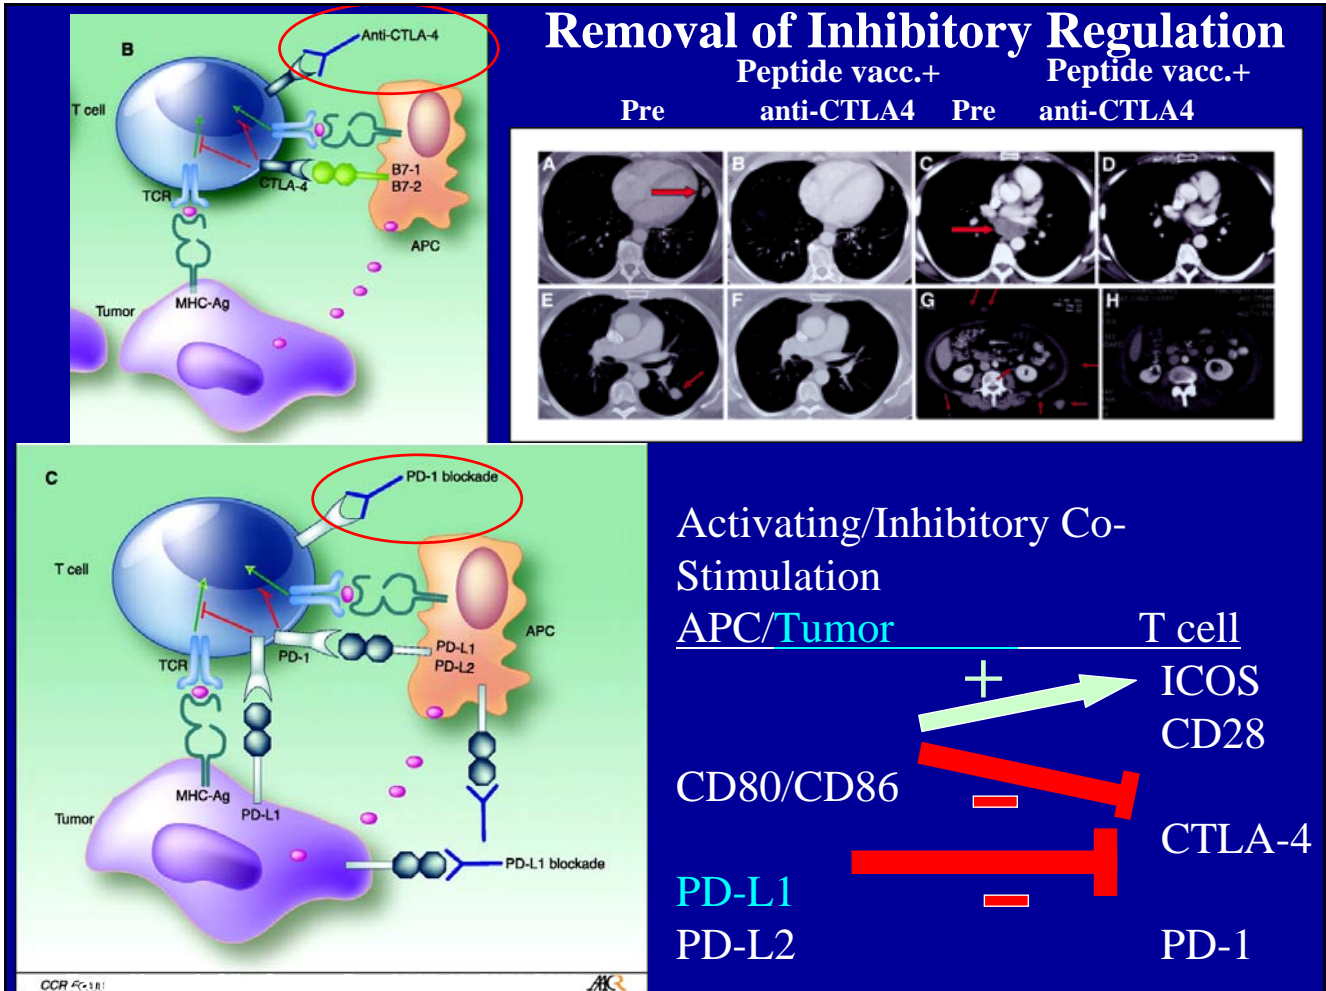 Removal of Inhibitory Regulation
Peptide vacc.+ Peptide vacc.+
Pre anti-CTLA4 Pre anti-CTLA4
B
Anti-CTLA-4
T cell
TCR
CTLA-4
B7-1
B7-2
APC
MHC-Ag
Tumor
A B C D
E F G H
C
PD-1 blockade
T cell
APC
PD-L1
PD-L2
PD-1
TCR
MHC-Ag
PD-L1
Tumor
PD-L1 blockade
CCR
AACR
Activating/Inhibitory Co-
Stimulation
APC/Tumor T cell
+
ICOS
CD28
CD80/CD86
CTLA-4
PD-L1
PD-L2 PD-1